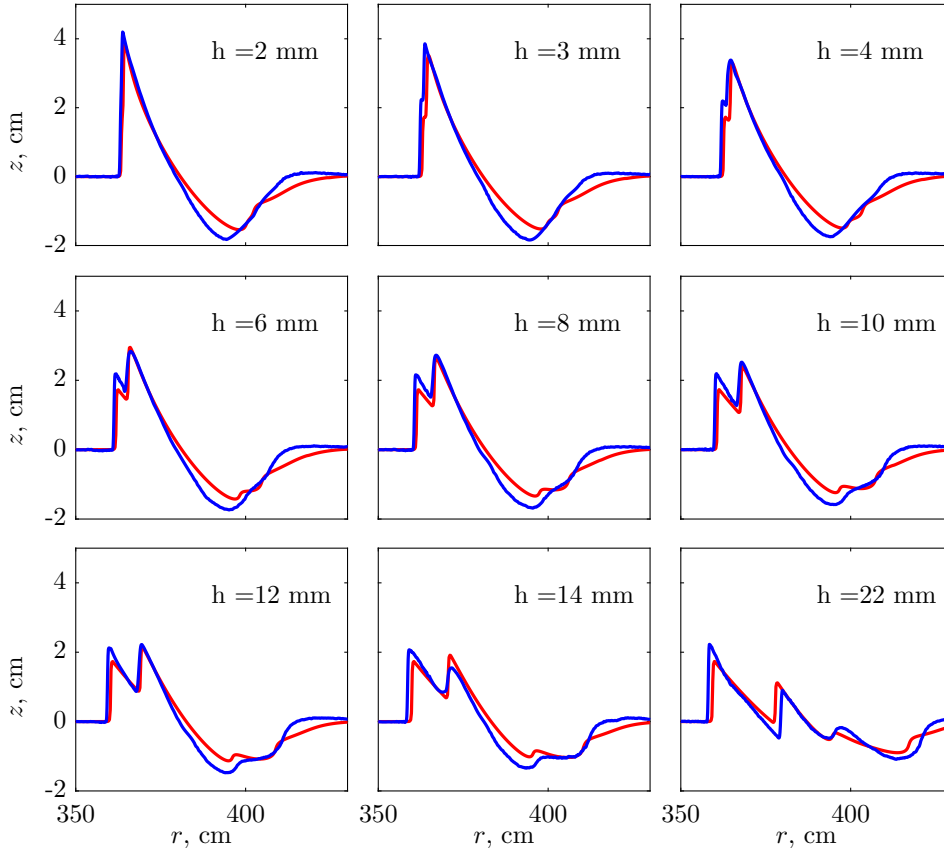 4
2
0
-2
z, cm
h =2 mm
h =3 mm
h =4 mm
4
2
0
-2
z, cm
h =6 mm
h =8 mm
h =10 mm
4
2
0
-2
z, cm
h =12 mm
h =14 mm
h =22 mm
350 400
350 400
350 400
r, cm
r, cm
r, cm